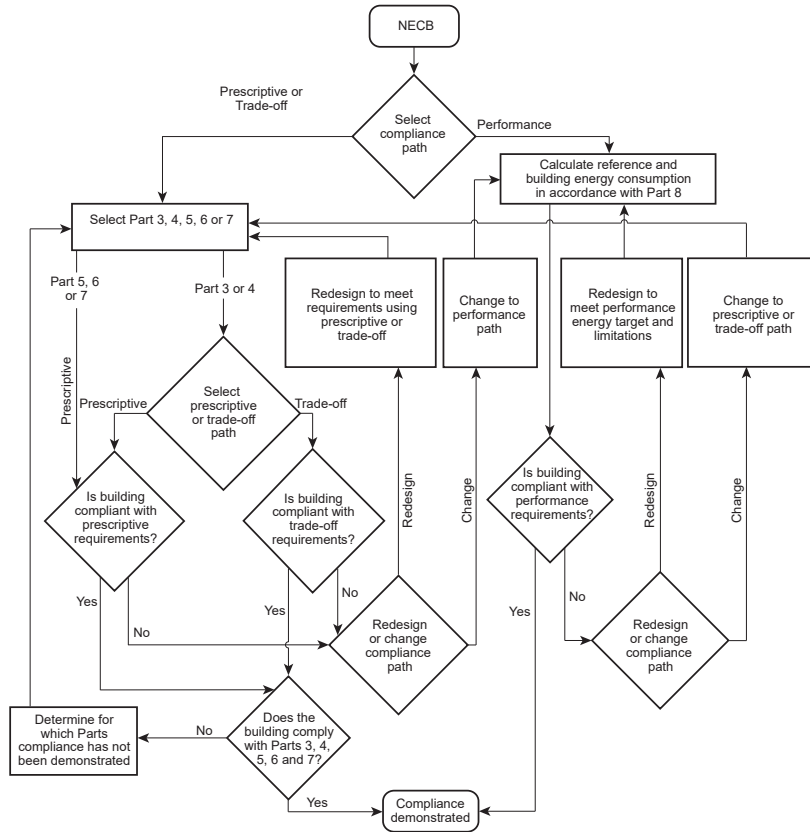 NECB
Prescriptive or
Trade-off
Select
compliance
path
Performance
Calculate reference and
building energy consumption
in accordance with Part 8
Select Part 3, 4, 5, 6 or 7
Part 5, 6
or 7
Part 3 or 4
Redesign to meet
requirements using
prescriptive or
trade-off
Change to
performance
path
Redesign to
meet performance
energy target and
limitations
Change to
prescriptive or
trade-off path
Prescriptive
Prescriptive
Select
prescriptive
or trade-off
path
Trade-off
Is building
compliant with
prescriptive
requirements?
Is building
compliant with
trade-off
requirements?
Redesign
Change
Is building
compliant with
performance
requirements?
Redesign
Change
Yes
No
Yes
No
Redesign
or change
compliance
path
Yes
No
Redesign
or change
compliance
path
Determine for
which Parts
compliance has not
been demonstrated
No
Does the
building comply
with Parts 3, 4,
5, 6 and 7?
Yes
Compliance
demonstrated